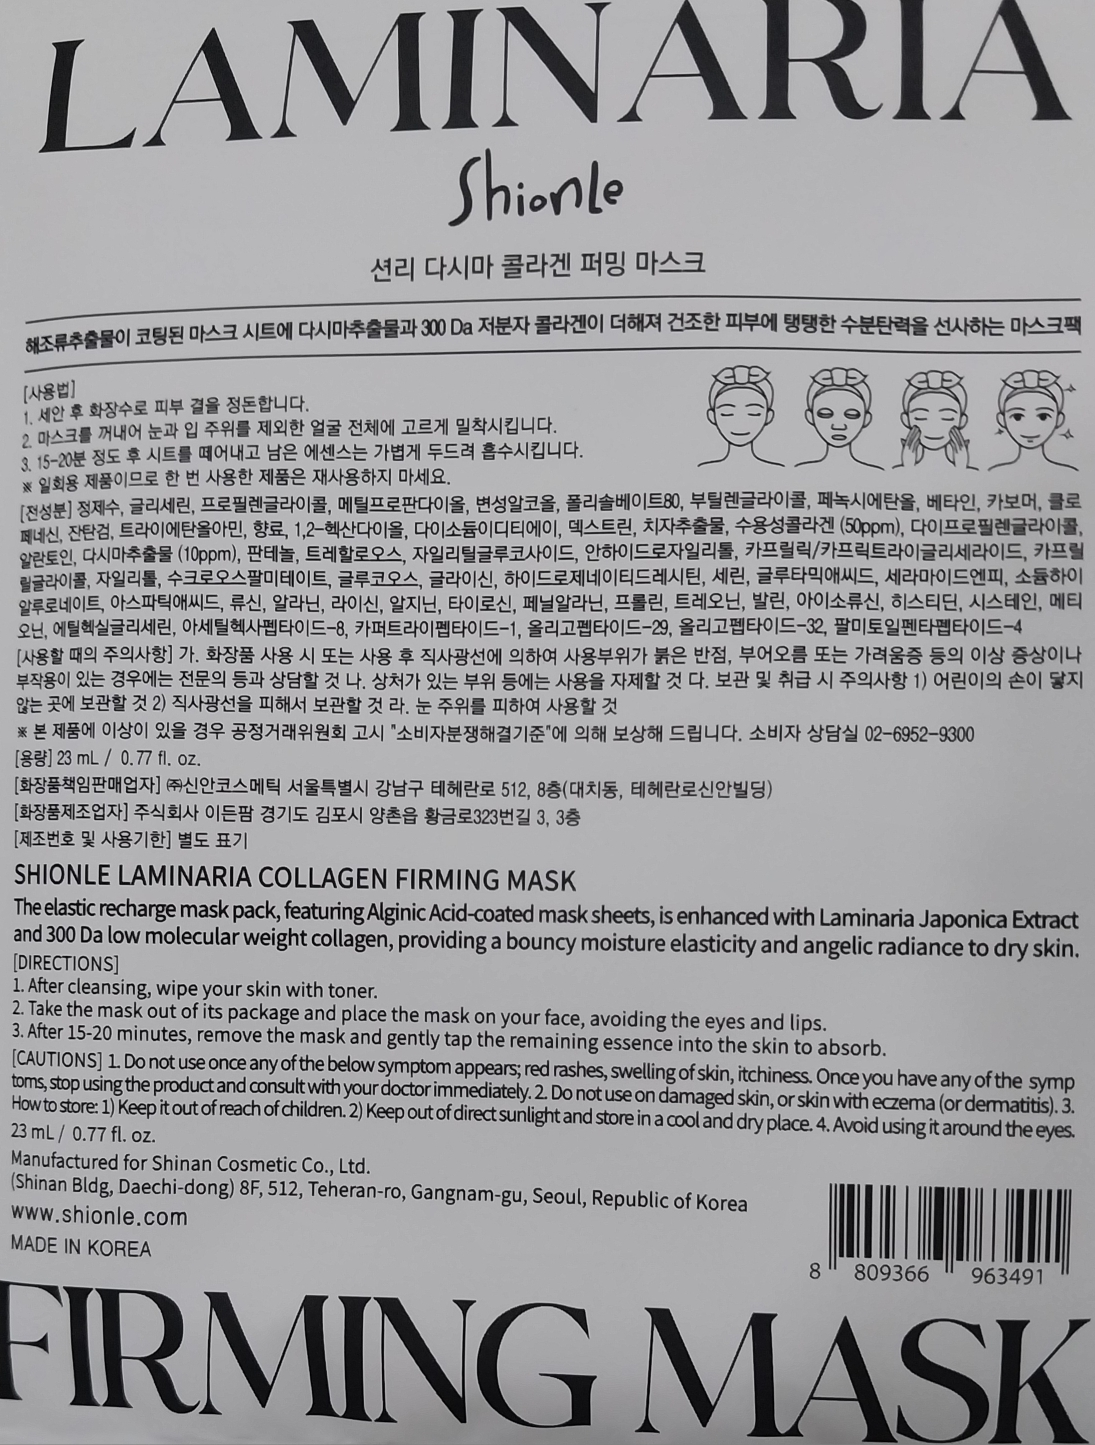 LAMINARIA
Shionle
션리 다시마 콜라겐 퍼밍 마스크
해조류추출물이 코팅된 마스크 시트에 다시마추출물과 300 Da 저분자 콜라겐이 더해져 건조한 피부에 탱탱한 수분탄력을 선사하는 마스크팩
[사용법]
1. 세안 후 화장수로 피부 결을 정돈합니다.
2. 마스크를 꺼내어 눈과 입 주위를 제외한 얼굴 전체에 고르게 밀착시킵니다.
3. 15-20분 정도 후 시트를 떼어내고 남은 에센스는 가볍게 두드려 흡수시킵니다.
※ 일회용 제품이므로 한 번 사용한 제품은 재사용하지 마세요.
[전성분] 정제수, 글리세린, 프로필렌글라이콜, 메틸프로판다이올, 변성알코올, 폴리솔베이트80, 부틸렌글라이콜, 페녹시에탄올, 베타인, 카보머, 클로
페네신, 잔탄검, 트라이에탄올아민, 향료, 1,2-헥산다이올, 다이소듐이디티에이, 덱스트린, 치자추출물, 수용성콜라겐 (50ppm), 다이프로필렌글라이콜,
알란토인, 다시마추출물 (10ppm), 판테놀, 트레할로오스, 자일리틸글루코사이드, 안하이드로자일리톨, 카프릴릭/카프릭트라이글리세라이드, 카프릴
릴글라이콜, 자일리톨, 수크로오스팔미테이트, 글루코오스, 글라이신, 하이드로제네이티드레시틴, 세린, 글루타믹애씨드, 세라마이드엔피, 소듐하이
알루로네이트, 아스파틱애씨드, 류신, 알라닌, 라이신, 알지닌, 타이로신, 페닐알라닌, 프롤린, 트레오닌, 발린, 아이소류신, 히스티딘, 시스테인, 메티
오닌, 에틸헥실글리세린, 아세틸헥사펩타이드-8, 카퍼트라이펩타이드-1, 올리고펩타이드-29, 올리고펩타이드-32, 팔미토일펜타펩타이드-4
[사용할 때의 주의사항] 가. 화장품 사용 시 또는 사용 후 직사광선에 의하여 사용부위가 붉은 반점, 부어오름 또는 가려움증 등의 이상 증상이나
부작용이 있는 경우에는 전문의 등과 상담할 것 나. 상처가 있는 부위 등에는 사용을 자제할 것 다. 보관 및 취급 시 주의사항 1) 어린이의 손이 닿지
않는 곳에 보관할 것 2) 직사광선을 피해서 보관할 것 라. 눈 주위를 피하여 사용할 것
※ 본 제품에 이상이 있을 경우 공정거래위원회 고시 "소비자분쟁해결기준"에 의해 보상해 드립니다. 소비자 상담실 02-6952-9300
[용량] 23 mL / 0.77 fl. oz.
[화장품책임판매업자] ㈜신안코스메틱 서울특별시 강남구 테헤란로 512, 8층(대치동, 테헤란로신안빌딩)
[화장품제조업자] 주식회사 이든팜 경기도 김포시 양촌읍 황금로323번길 3, 3층
[제조번호 및 사용기한] 별도 표기
SHIONLE LAMINARIA COLLAGEN FIRMING MASK
The elastic recharge mask pack, featuring Alginic Acid-coated mask sheets, is enhanced with Laminaria Japonica Extract
and 300 Da low molecular weight collagen, providing a bouncy moisture elasticity and angelic radiance to dry skin.
[DIRECTIONS]
1. After cleansing, wipe your skin with toner.
2. Take the mask out of its package and place the mask on your face, avoiding the eyes and lips.
3. After 15-20 minutes, remove the mask and gently tap the remaining essence into the skin to absorb.
[CAUTIONS] 1. Do not use once any of the below symptom appears; red rashes, swelling of skin, itchiness. Once you have any of the symp
toms, stop using the product and consult with your doctor immediately. 2. Do not use on damaged skin, or skin with eczema (or dermatitis). 3.
How to store: 1) Keep it out of reach of children. 2) Keep out of direct sunlight and store in a cool and dry place. 4. Avoid using it around the eyes.
23 mL / 0.77 fl. oz.
Manufactured for Shinan Cosmetic Co., Ltd.
(Shinan Bldg, Daechi-dong) 8F, 512, Teheran-ro, Gangnam-gu, Seoul, Republic of Korea
www.shionle.com
MADE IN KOREA
8 809366 963491
FIRMING MASK